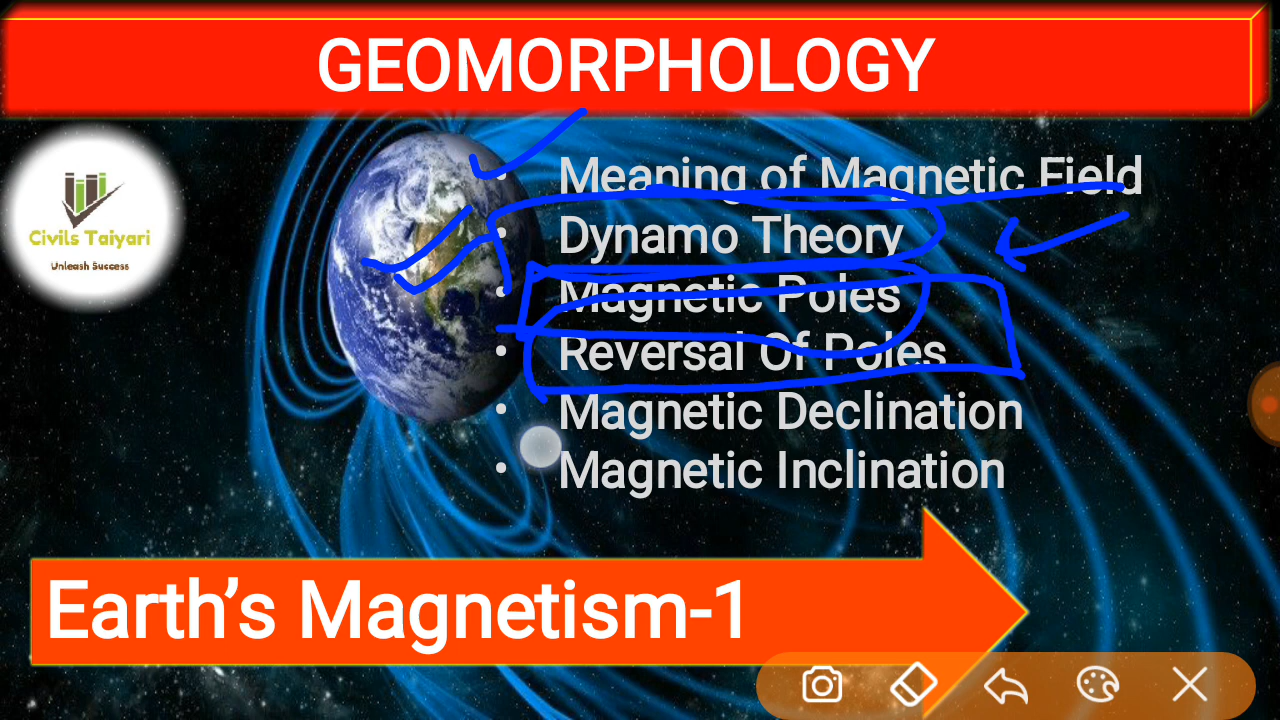 GEOMORPHOLOGY
Civils Taiyari
Unleash Success
• Meaning of Magnetic Field
• Dynamo Theory
• Magnetic Poles
• Reversal Of Poles
• Magnetic Declination
• Magnetic Inclination
Earth’s Magnetism-1